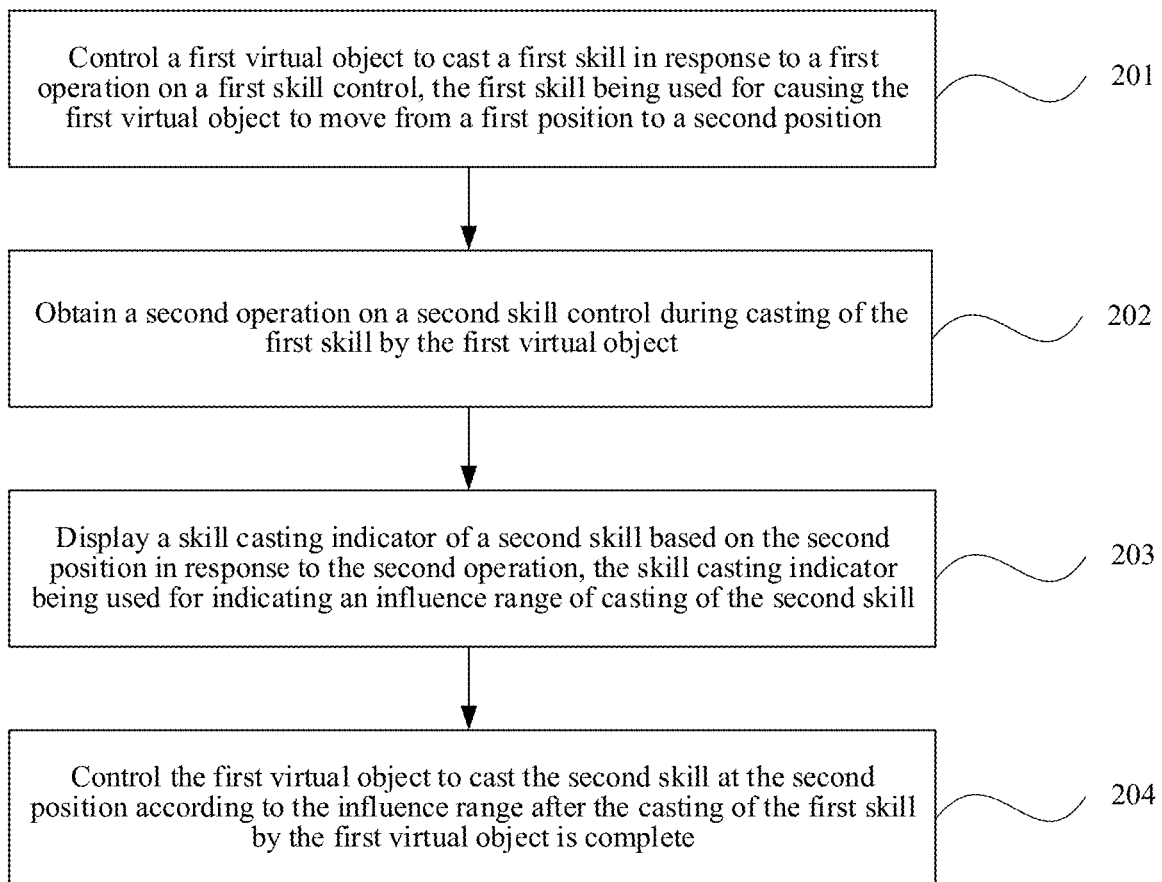 Control a first virtual object to cast a first skill in response to a first
operation on a first skill control, the first skill being used for causing the
first virtual object to move from a first position to a second position
201
Obtain a second operation on a second skill control during casting of the
first skill by the first virtual object
202
Display a skill casting indicator of a second skill based on the second
position in response to the second operation, the skill casting indicator
being used for indicating an influence range of casting of the second skill
203
Control the first virtual object to cast the second skill at the second
position according to the influence range after the casting of the first skill
by the first virtual object is complete
204